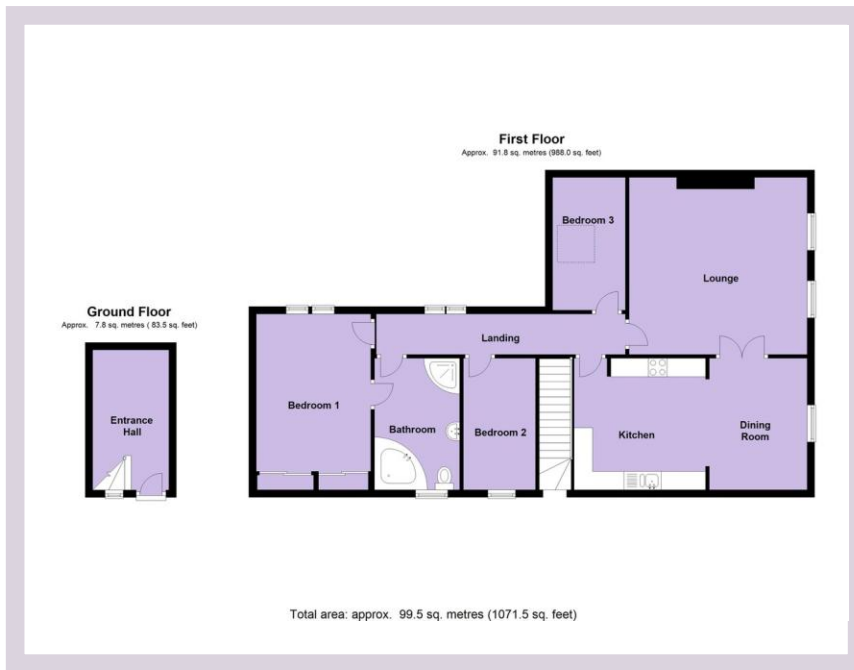 First Floor
Approx. 91.8 sq. metres (988.0 sq. feet)
Bedroom 3
Lounge
Ground Floor
Approx. 7.8 sq. metres ( 83.5 sq. feet)
Landing
Entrance
Hall
Bedroom 1
Bathroom
Bedroom 2
Kitchen
Dining
Room
Total area: approx. 99.5 sq. metres (1071.5 sq. feet)